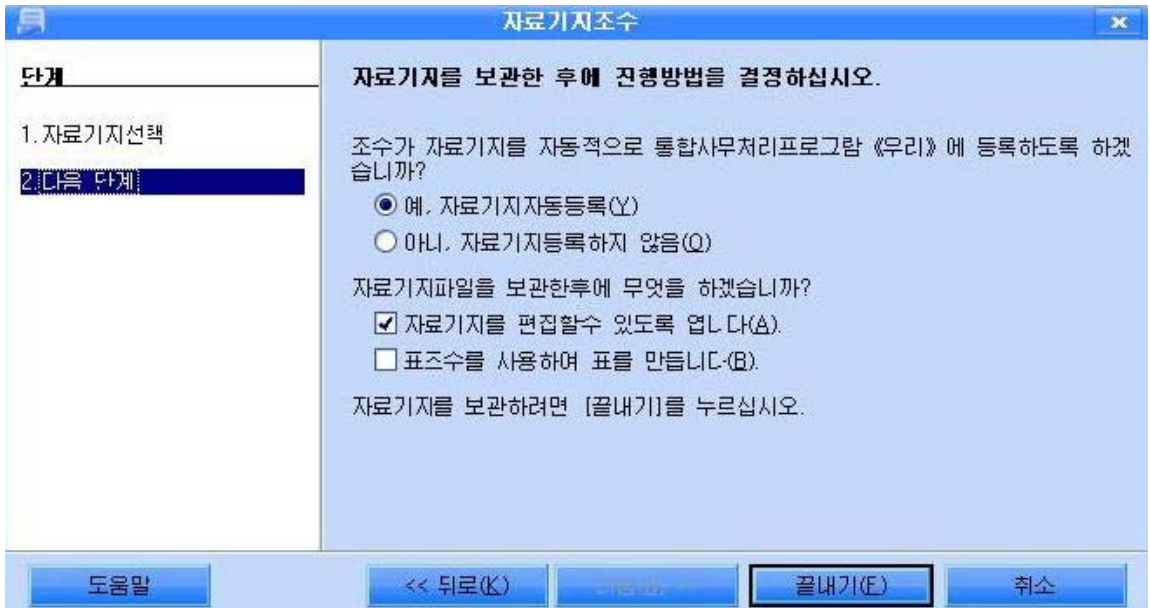 자료기지조수
단계
1.자료기지선택
2.다음 단계
자료기지를 보관한 후에 진행방법을 결정하십시오.
조수가 자료기지를 자동적으로 통합사무처리프로그람 《우리》에 등록하도록 하겠
습니까?
예, 자료기지자동등록(Y)
아니, 자료기지등록하지 않음(O)
자료기지파일을 보관한후에 무엇을 하겠습니까?
자료기지를 편집할수 있도록 엽니다(A).
표조수를 사용하여 표를 만듭니다(B).
자료기지를 보관하려면 [끝내기]를 누르십시오.
도움말
<< 뒤로(K)
끝내기(F)
취소